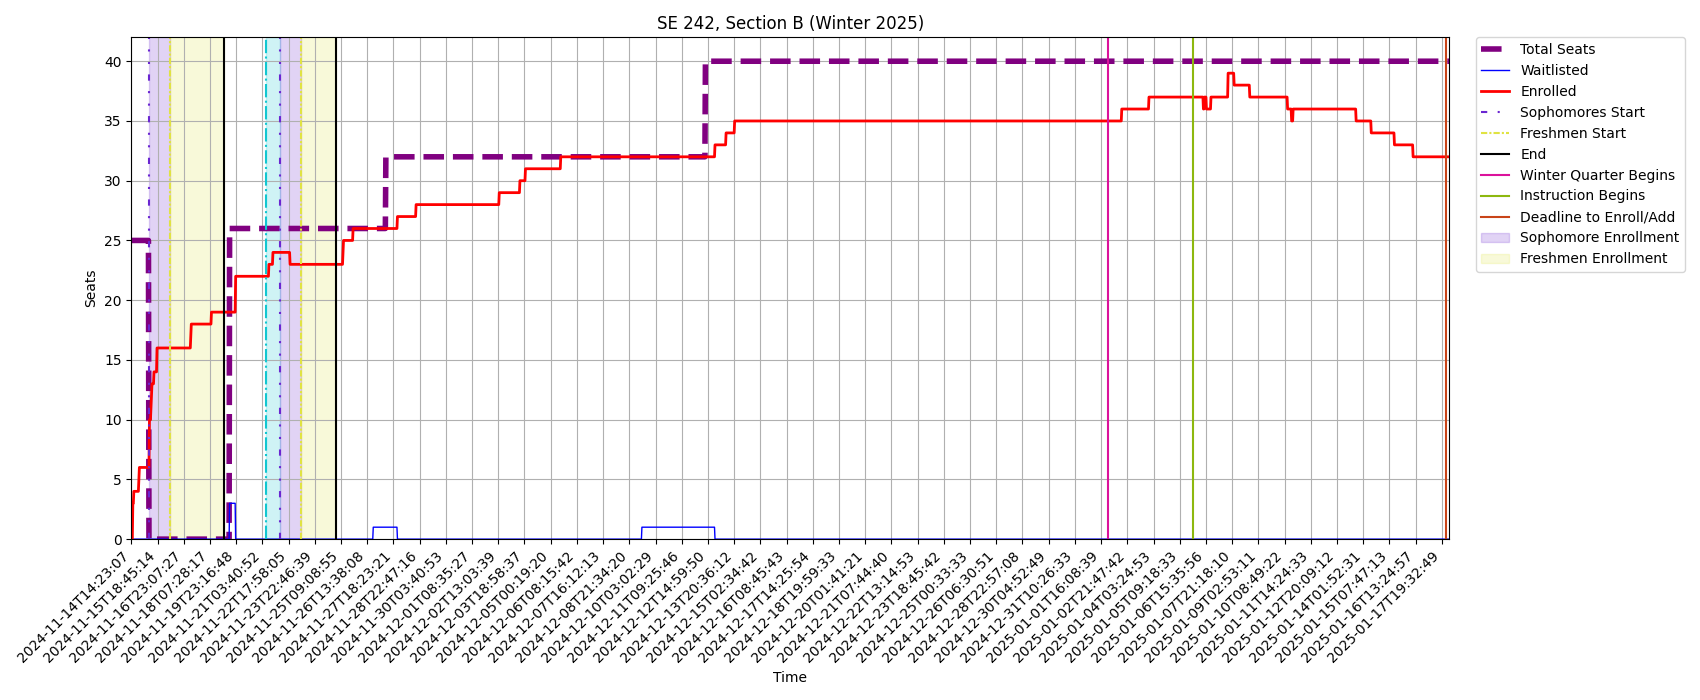 SE 242, Section B (Winter 2025)
Seats
40
35
30
25
20
15
10
5
0
Total Seats
Waitlisted
Enrolled
Sophomores Start
Freshmen Start
End
Winter Quarter Begins
Instruction Begins
Deadline to Enroll/Add
Sophomore Enrollment
Freshmen Enrollment
2024-11-14T14:23:07
2024-11-15T18:45:14
2024-11-16T23:07:27
2024-11-18T07:28:17
2024-11-19T23:16:48
2024-11-21T03:40:52
2024-11-22T17:58:05
2024-11-23T22:46:39
2024-11-25T09:08:55
2024-11-26T13:38:08
2024-11-27T18:23:21
2024-11-28T22:47:16
2024-11-30T03:40:53
2024-12-01T08:35:27
2024-12-02T13:03:39
2024-12-03T18:58:37
2024-12-05T00:19:20
2024-12-06T08:15:42
2024-12-07T16:12:13
2024-12-08T21:34:20
2024-12-10T03:02:29
2024-12-11T09:25:46
2024-12-12T14:59:50
2024-12-13T20:36:12
2024-12-15T02:34:42
2024-12-16T08:45:43
2024-12-17T14:25:54
2024-12-18T19:59:33
2024-12-20T01:41:21
2024-12-21T07:44:40
2024-12-22T13:14:53
2024-12-23T18:45:42
2024-12-25T00:33:33
2024-12-26T06:30:51
2024-12-28T22:57:08
2024-12-30T04:52:49
2024-12-31T10:26:33
2025-01-01T16:08:39
2025-01-02T21:47:42
2025-01-04T03:24:53
2025-01-05T09:18:33
2025-01-06T15:35:56
2025-01-07T21:18:10
2025-01-09T02:53:11
2025-01-10T08:49:22
2025-01-11T14:24:33
2025-01-12T20:09:12
2025-01-14T01:52:31
2025-01-15T07:47:13
2025-01-16T13:24:57
2025-01-17T19:32:49
Time